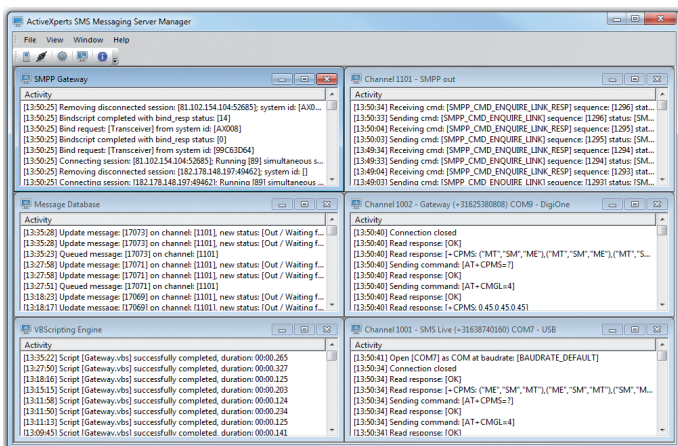 ActiveXperts SMS Messaging Server Manager
File View Window Help
SMPP Gateway
Activity
[13:50:25] Removing disconnected session: [81.102.154.104:52685]; system id: [AX0...
[13:50:25] Bindscript completed with bind_resp status: [14]
[13:50:25] Bind request: [Transceiver] from system id: [AX008]
[13:50:25] Bindscript completed with bind_resp status: [0]
[13:50:25] Bind request: [Transceiver] from system id: [99C63D64]
[13:50:25] Connecting session: [81.102.154.104:52685]; Running [89] simultaneous s...
[13:50:25] Removing disconnected session: [182.178.148.197:49462]; system id: []
[13:50:25] Connecting session: [182.178.148.197:49462]; Running [89] simultaneous ...
Channel 1101 - SMPP out
Activity
[13:50:34] Receiving cmd: [SMPP_CMD_ENQUIRE_LINK_RESP] sequence: [1296] stat...
[13:50:33] Sending cmd: [SMPP_CMD_ENQUIRE_LINK] sequence: [1296] status: [SM...
[13:50:04] Receiving cmd: [SMPP_CMD_ENQUIRE_LINK_RESP] sequence: [1295] stat...
[13:50:03] Sending cmd: [SMPP_CMD_ENQUIRE_LINK] sequence: [1295] status: [SM...
[13:49:34] Receiving cmd: [SMPP_CMD_ENQUIRE_LINK_RESP] sequence: [1294] stat...
[13:49:33] Sending cmd: [SMPP_CMD_ENQUIRE_LINK] sequence: [1294] status: [SM...
[13:49:04] Receiving cmd: [SMPP_CMD_ENQUIRE_LINK_RESP] sequence: [1293] stat...
[13:49:03] Sending cmd: [SMPP_CMD_ENQUIRE_LINK] sequence: [1293] status: [SM...
Message Database
Activity
[13:35:28] Update message: [17073] on channel: [1101], new status: [Out / Waiting f...
[13:35:28] Update message: [17073] on channel: [1101], new status: [Out / Waiting f...
[13:35:23] Queued message: [17073] on channel: [1101]
[13:27:58] Update message: [17071] on channel: [1101], new status: [Out / Waiting f...
[13:27:58] Update message: [17071] on channel: [1101], new status: [Out / Waiting f...
[13:27:51] Queued message: [17071] on channel: [1101]
[13:18:23] Update message: [17069] on channel: [1101], new status: [Out / Waiting f...
[13:18:17] Update message: [17069] on channel: [1101], new status: [Out / Waiting f...
Channel 1002 - Gateway (+31625380808) COM9 - DigiOne
Activity
[13:50:40] Connection closed
[13:50:40] Read response: [OK]
[13:50:40] Read response: [+CPMS: ("MT","SM","ME"),("MT","SM","ME"),("MT","S...
[13:50:40] Sending command: [AT+CPMS=?]
[13:50:40] Read response: [OK]
[13:50:40] Sending command: [AT+CMGL=4]
[13:50:40] Read response: [OK]
[13:50:40] Read response: [+CPMS: 0,45,0,45,0,45]
VBScripting Engine
Activity
[13:35:22] Script [Gateway.vbs] successfully completed, duration: 00:00.265
[13:27:50] Script [Gateway.vbs] successfully completed, duration: 00:00.327
[13:18:16] Script [Gateway.vbs] successfully completed, duration: 00:00.125
[13:15:15] Script [Gateway.vbs] successfully completed, duration: 00:00.203
[13:11:58] Script [Gateway.vbs] successfully completed, duration: 00:00.124
[13:11:50] Script [Gateway.vbs] successfully completed, duration: 00:00.234
[13:11:13] Script [Gateway.vbs] successfully completed, duration: 00:00.125
[13:09:45] Script [Gateway.vbs] successfully completed, duration: 00:00.141
Channel 1001 - SMS Live (+31638740160) COM7 - USB
Activity
[13:50:41] Open [COM7] as COM at baudrate: [BAUDRATE_DEFAULT]
[13:50:34] Connection closed
[13:50:34] Read response: [OK]
[13:50:34] Read response: [+CPMS: ("ME","SM","MT"),("ME","SM","MT"),("SM","M...
[13:50:34] Sending command: [AT+CPMS=?]
[13:50:34] Read response: [OK]
[13:50:34] Sending command: [AT+CMGL=4]
[13:50:34] Read response: [OK]